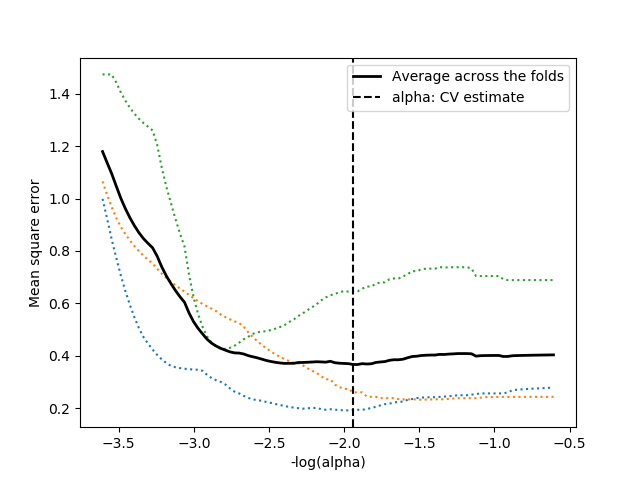 Average across the folds
alpha: CV estimate
Mean square error
1.4
1.2
1.0
0.8
0.6
0.4
0.2
−3.5 −3.0 −2.5 −2.0 −1.5 −1.0 −0.5
-log(alpha)